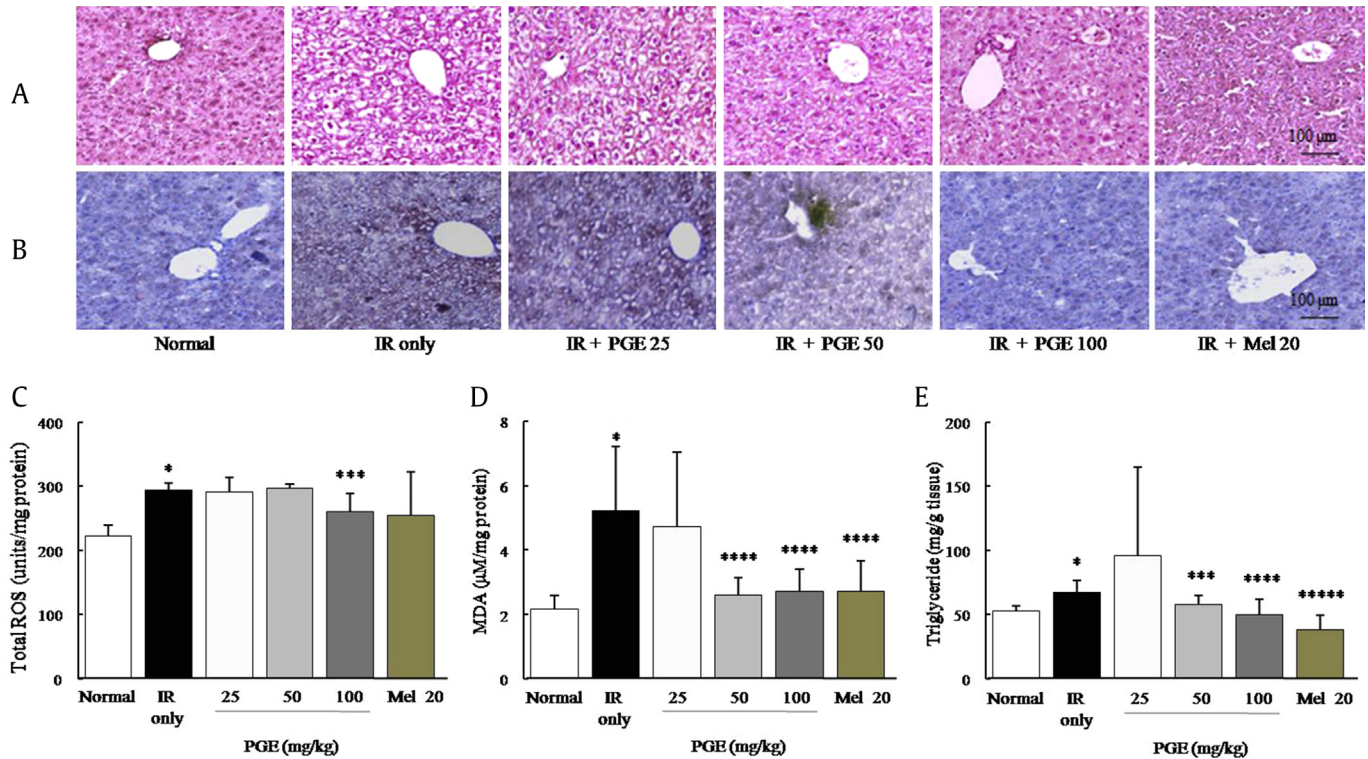 A
100 μm
B
100 μm
Normal
IR only
IR + PGE 25
IR + PGE 50
IR + PGE 100
IR + Mel 20
C
Total ROS (units/mg protein)
400
300
200
100
0
*
***
Normal
IR only
25
50
100
Mel 20
PGE (mg/kg)
D
MDA (μM/mg protein)
8
6
4
2
0
*
****
****
****
Normal
IR only
25
50
100
Mel 20
PGE (mg/kg)
E
Triglyceride (mg/g tissue)
200
150
100
50
0
*
***
****
*****
Normal
IR only
25
50
100
Mel 20
PGE (mg/kg)